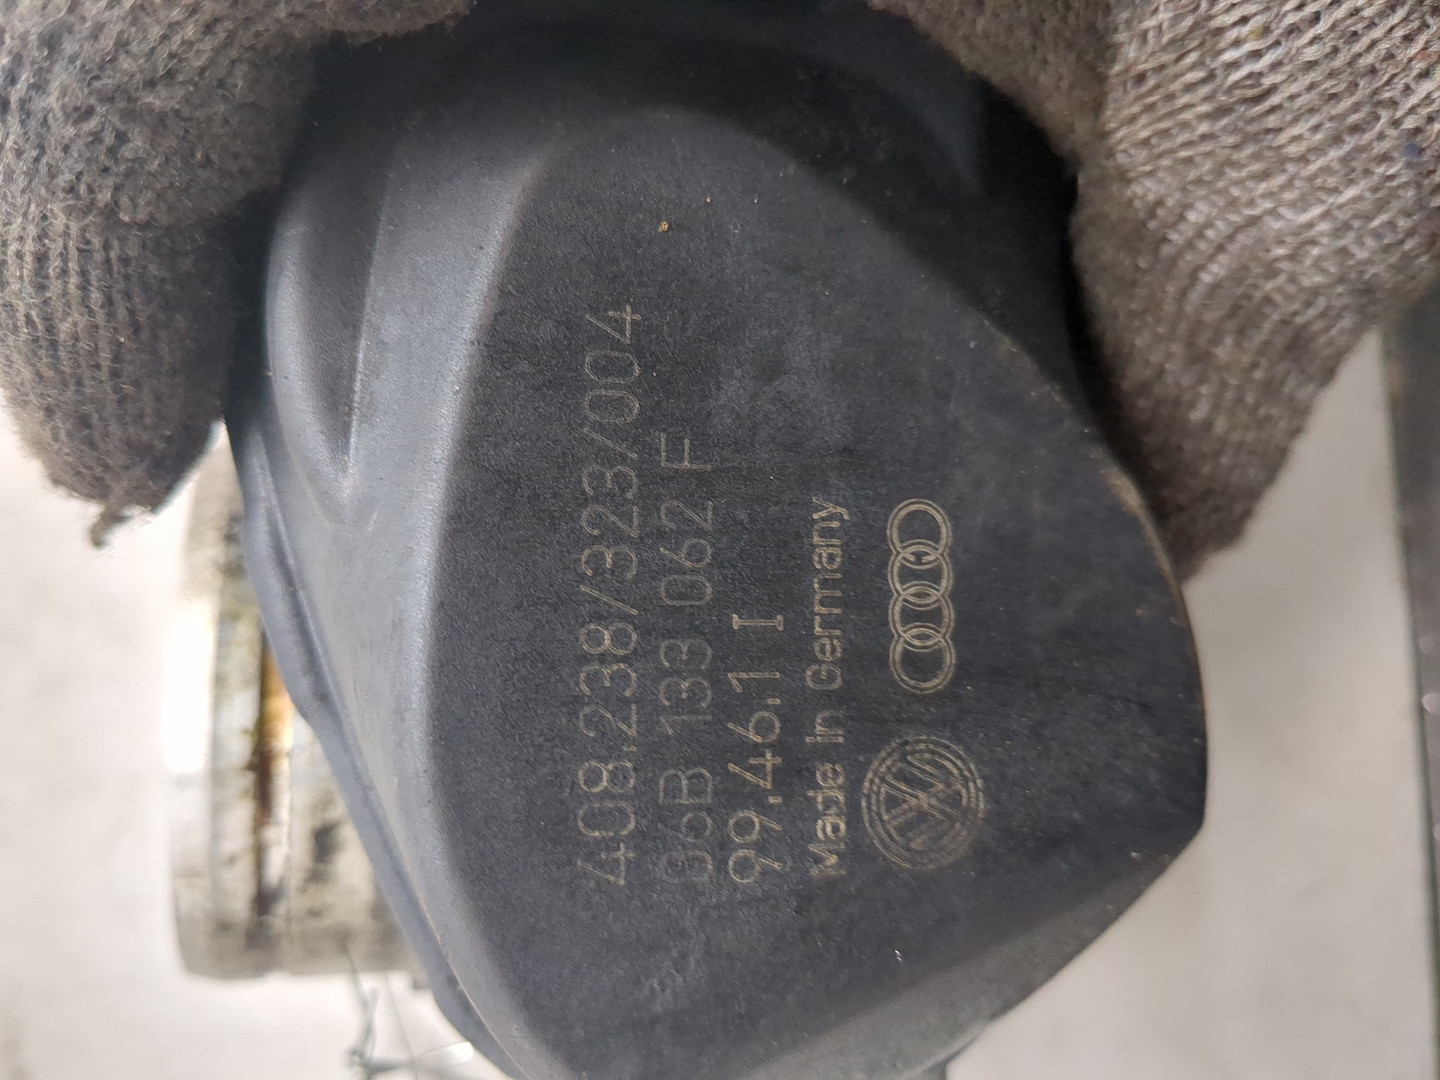 408.238/323/004
06B 133 062 F
99.46.1 I
Made in Germany